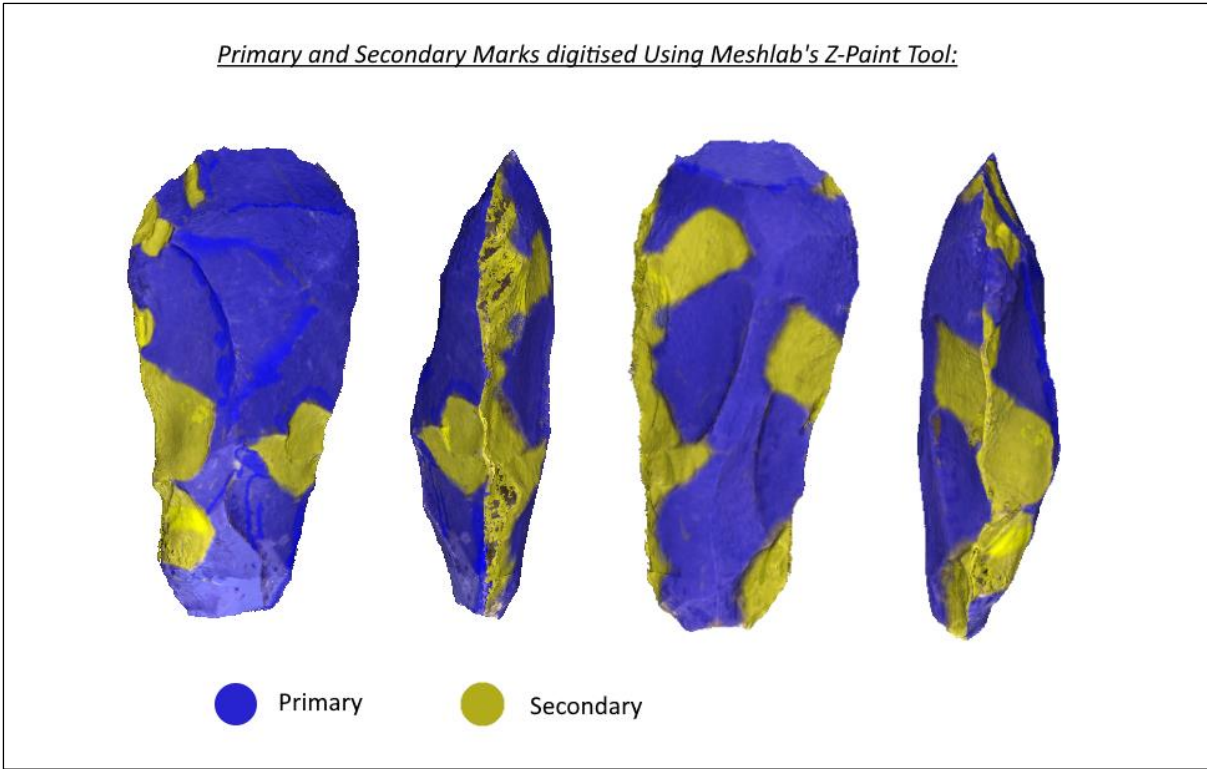 Primary and Secondary Marks digitised Using Meshlab's Z-Paint Tool:
Primary
Secondary